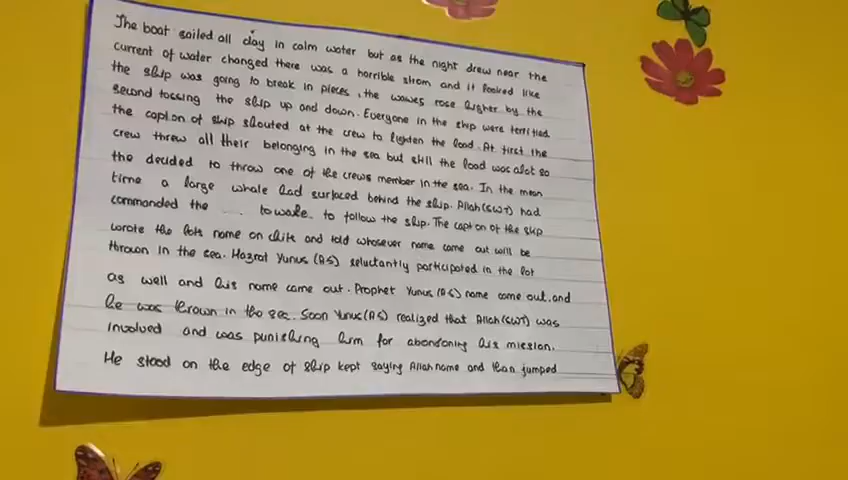 The boat sailed all day in calm water but as the night drew near the
current of water changed there was a horrible strom and it looked like
the ship was going to break in pieces, the waves rose higher by the
second tossing the ship up and down. Everyone in the ship were terrified
the caption of ship shouted at the crew to lighten the load. At first the
crew threw all their belonging in the sea but still the load was alot so
the decided to throw one of the crews member in the sea. In the mean
time a large whale had surfaced behind the ship. Allah(SWT) had
commanded the .... towale to follow the ship. The caption of the ship
wrote the lots name on chits and told whosever name came out will be
thrown in the sea. Hazrat Yunus (AS) reluctantly participated in the lot
as well and his name came out. Prophet Yunus (AS) name come out. and
he was thrown in the sea. Soon Yunus (AS) realized that Allah (SWT) was
involved and was punishing him for abandoning his mission.
He stood on the edge of ship kept saying Allah name and than jumped